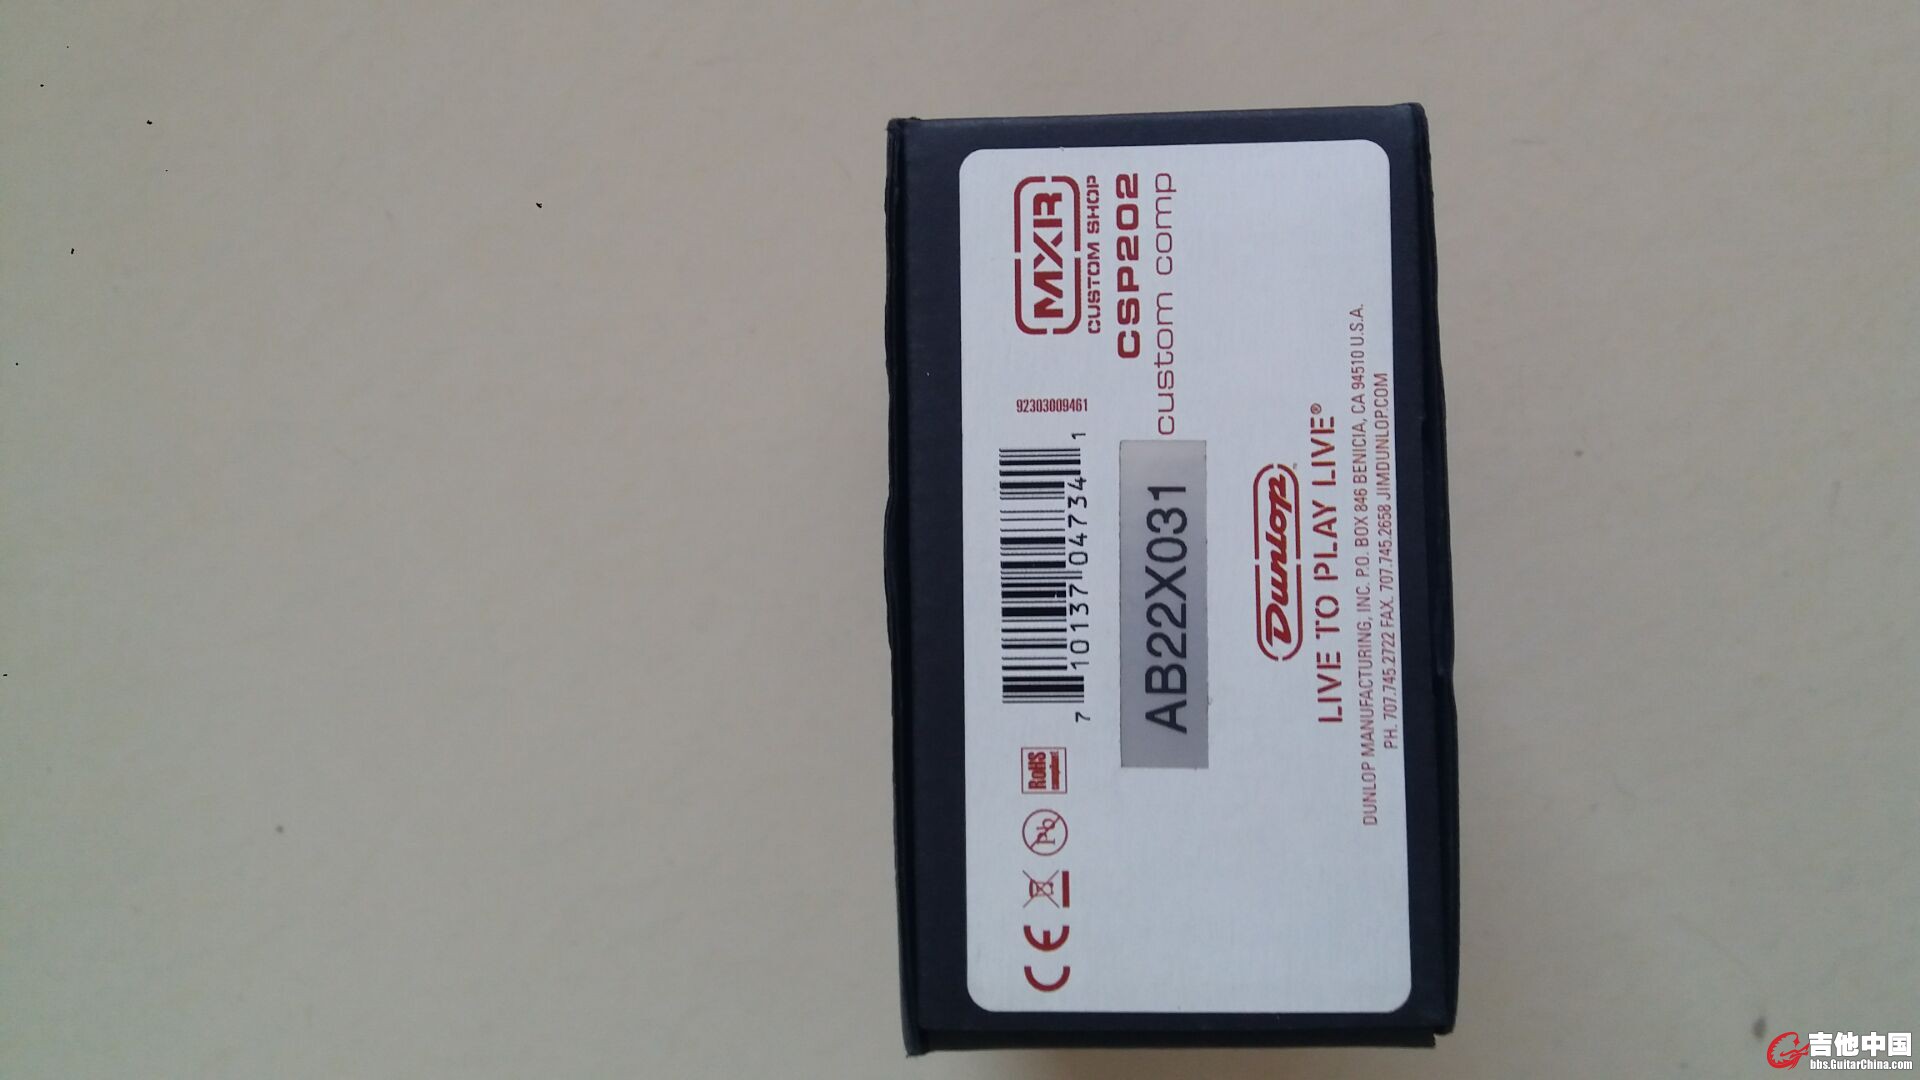 MXR
CUSTOM SHOP
CSP202
custom comp
92303009461
7 10137 04734 1
RoHS
compliant
Pb
CE
AB22X031
Dunlop
LIVE TO PLAY LIVE®
DUNLOP MANUFACTURING, INC. P.O. BOX 846 BENICIA, CA 94510 U.S.A.
PH. 707.745.2722 FAX. 707.745.2658 JIMDUNLOP.COM
吉他中国
bbs.GuitarChina.com